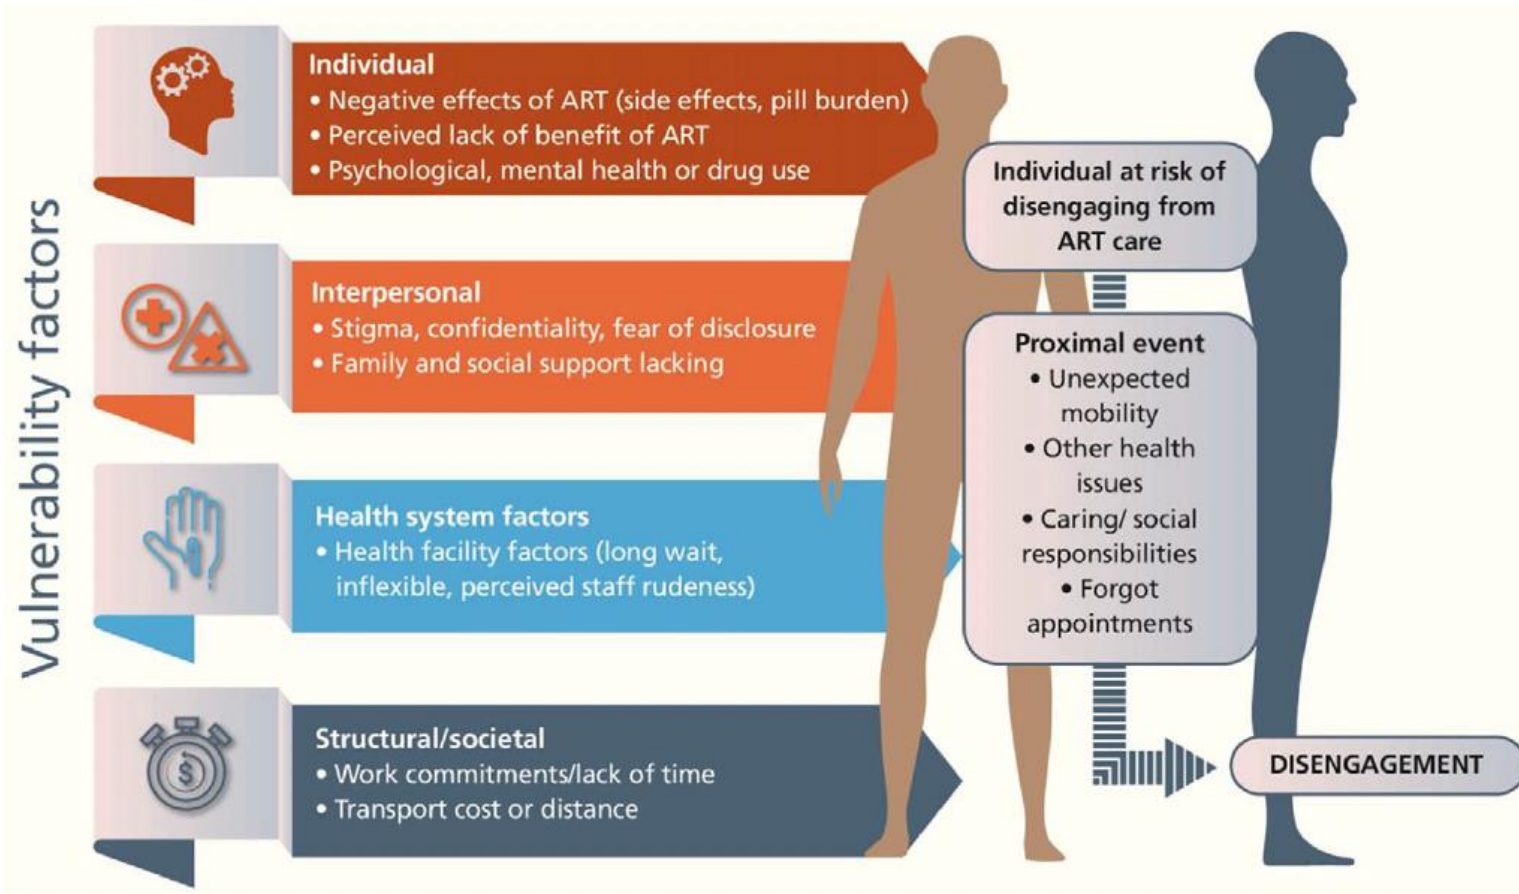 Vulnerability factors
Individual
• Negative effects of ART (side effects, pill burden)
• Perceived lack of benefit of ART
• Psychological, mental health or drug use
Interpersonal
• Stigma, confidentiality, fear of disclosure
• Family and social support lacking
Health system factors
• Health facility factors (long wait,
inflexible, perceived staff rudeness)
Structural/societal
• Work commitments/lack of time
• Transport cost or distance
$
Individual at risk of
disengaging from
ART care
Proximal event
• Unexpected
mobility
• Other health
issues
• Caring/ social
responsibilities
• Forgot
appointments
DISENGAGEMENT